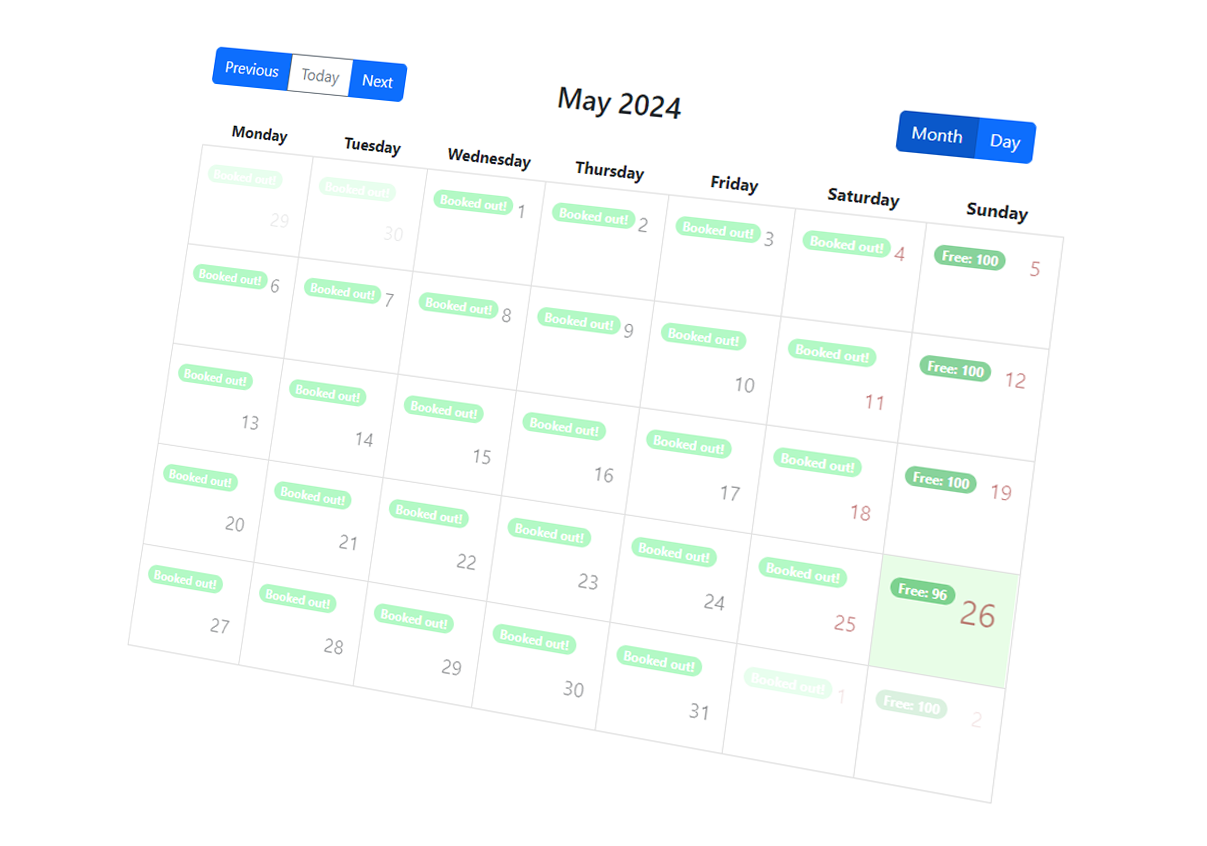 Previous Today Next
May 2024
Month Day
Monday Tuesday Wednesday Thursday Friday Saturday Sunday
Booked out! 29 Booked out! 30 Booked out! 1 Booked out! 2 Booked out! 3 Booked out! 4 Free: 100 5
Booked out! 6 Booked out! 7 Booked out! 8 Booked out! 9 Booked out! 10 Booked out! 11 Free: 100 12
Booked out! 13 Booked out! 14 Booked out! 15 Booked out! 16 Booked out! 17 Booked out! 18 Free: 100 19
Booked out! 20 Booked out! 21 Booked out! 22 Booked out! 23 Booked out! 24 Booked out! 25 Free: 96 26
Booked out! 27 Booked out! 28 Booked out! 29 Booked out! 30 Booked out! 31 Booked out! 1 Free: 100 2